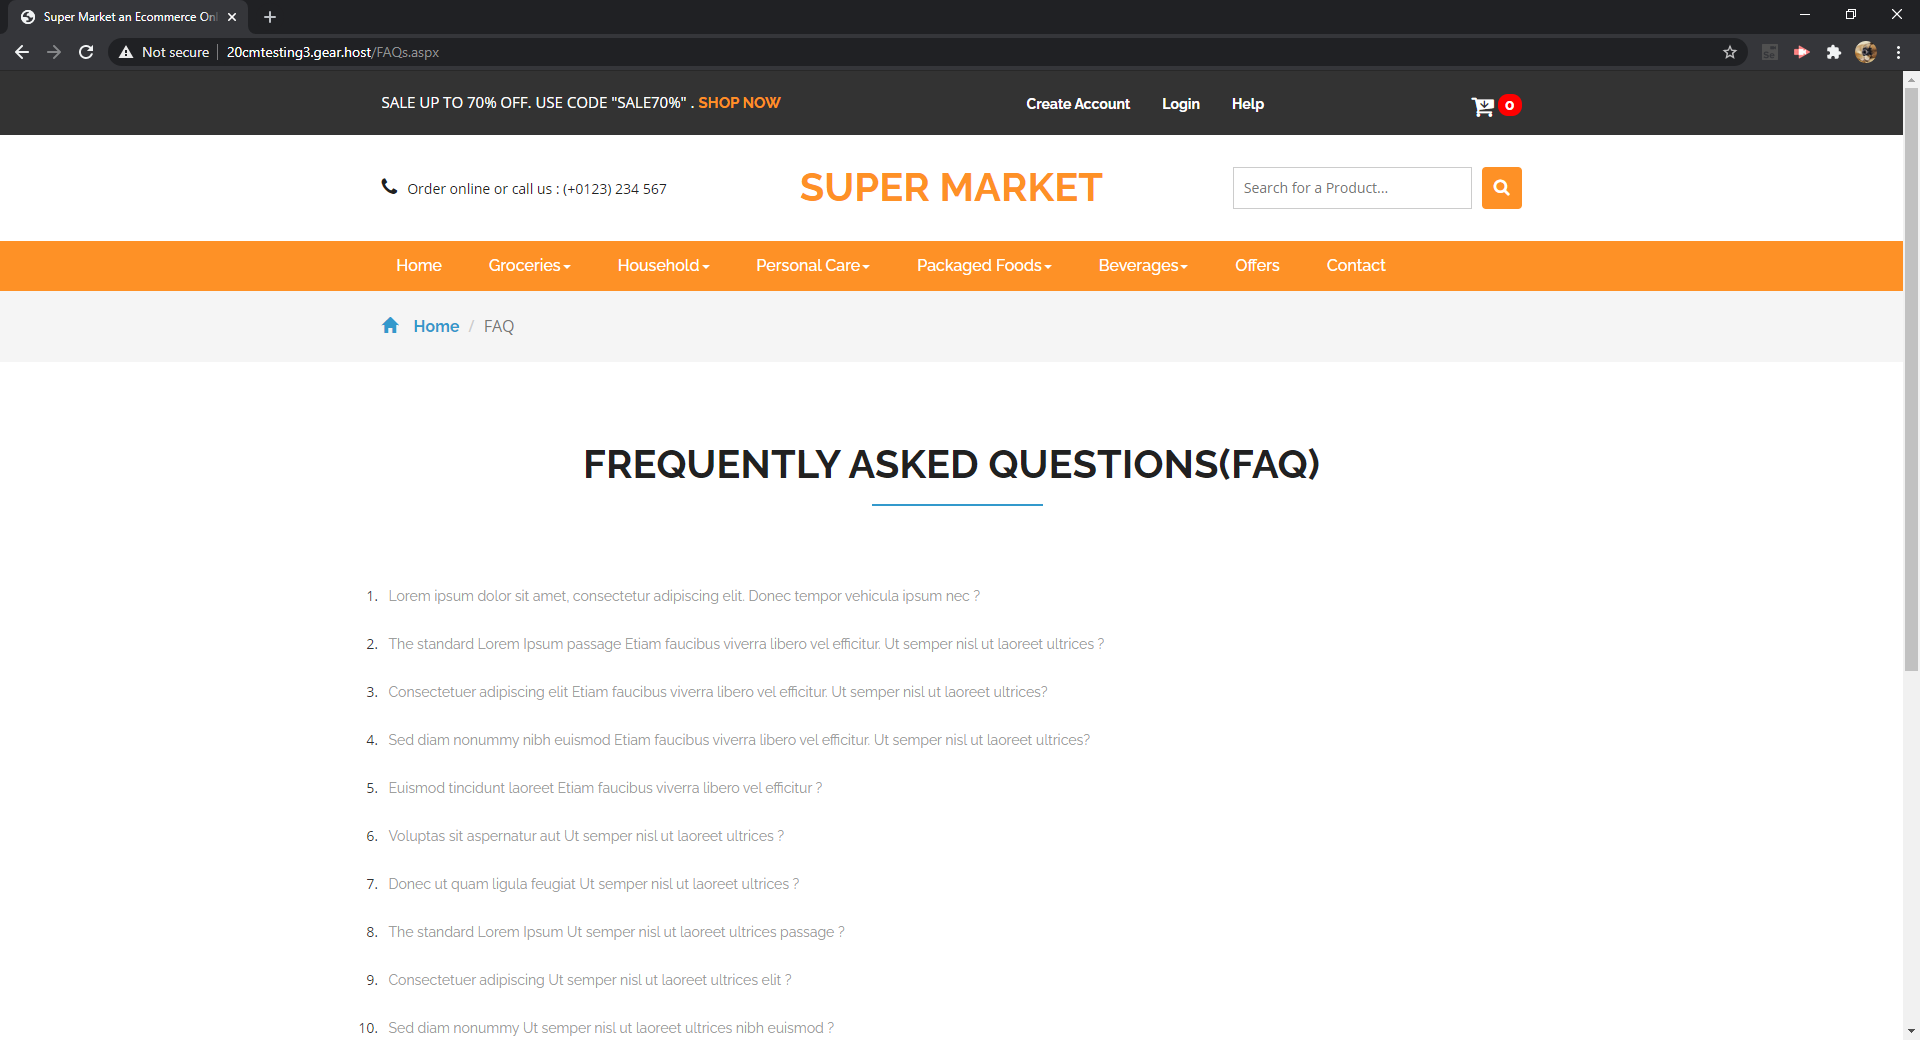 Super Market an Ecommerce Onl
Not secure 20cmtesting3.gear.host/FAQs.aspx
SALE UP TO 70% OFF. USE CODE "SALE70%" . SHOP NOW
Create Account Login Help 0
Order online or call us : (+0123) 234 567
SUPER MARKET
Search for a Product...
Home Groceries Household Personal Care Packaged Foods Beverages Offers Contact
Home / FAQ
FREQUENTLY ASKED QUESTIONS(FAQ)
1. Lorem ipsum dolor sit amet, consectetur adipiscing elit. Donec tempor vehicula ipsum nec ?
2. The standard Lorem Ipsum passage Etiam faucibus viverra libero vel efficitur. Ut semper nisl ut laoreet ultrices ?
3. Consectetuer adipiscing elit Etiam faucibus viverra libero vel efficitur. Ut semper nisl ut laoreet ultrices?
4. Sed diam nonummy nibh euismod Etiam faucibus viverra libero vel efficitur. Ut semper nisl ut laoreet ultrices?
5. Euismod tincidunt laoreet Etiam faucibus viverra libero vel efficitur ?
6. Voluptas sit aspernatur aut Ut semper nisl ut laoreet ultrices ?
7. Donec ut quam ligula feugiat Ut semper nisl ut laoreet ultrices ?
8. The standard Lorem Ipsum Ut semper nisl ut laoreet ultrices passage ?
9. Consectetuer adipiscing Ut semper nisl ut laoreet ultrices elit ?
10. Sed diam nonummy Ut semper nisl ut laoreet ultrices nibh euismod ?